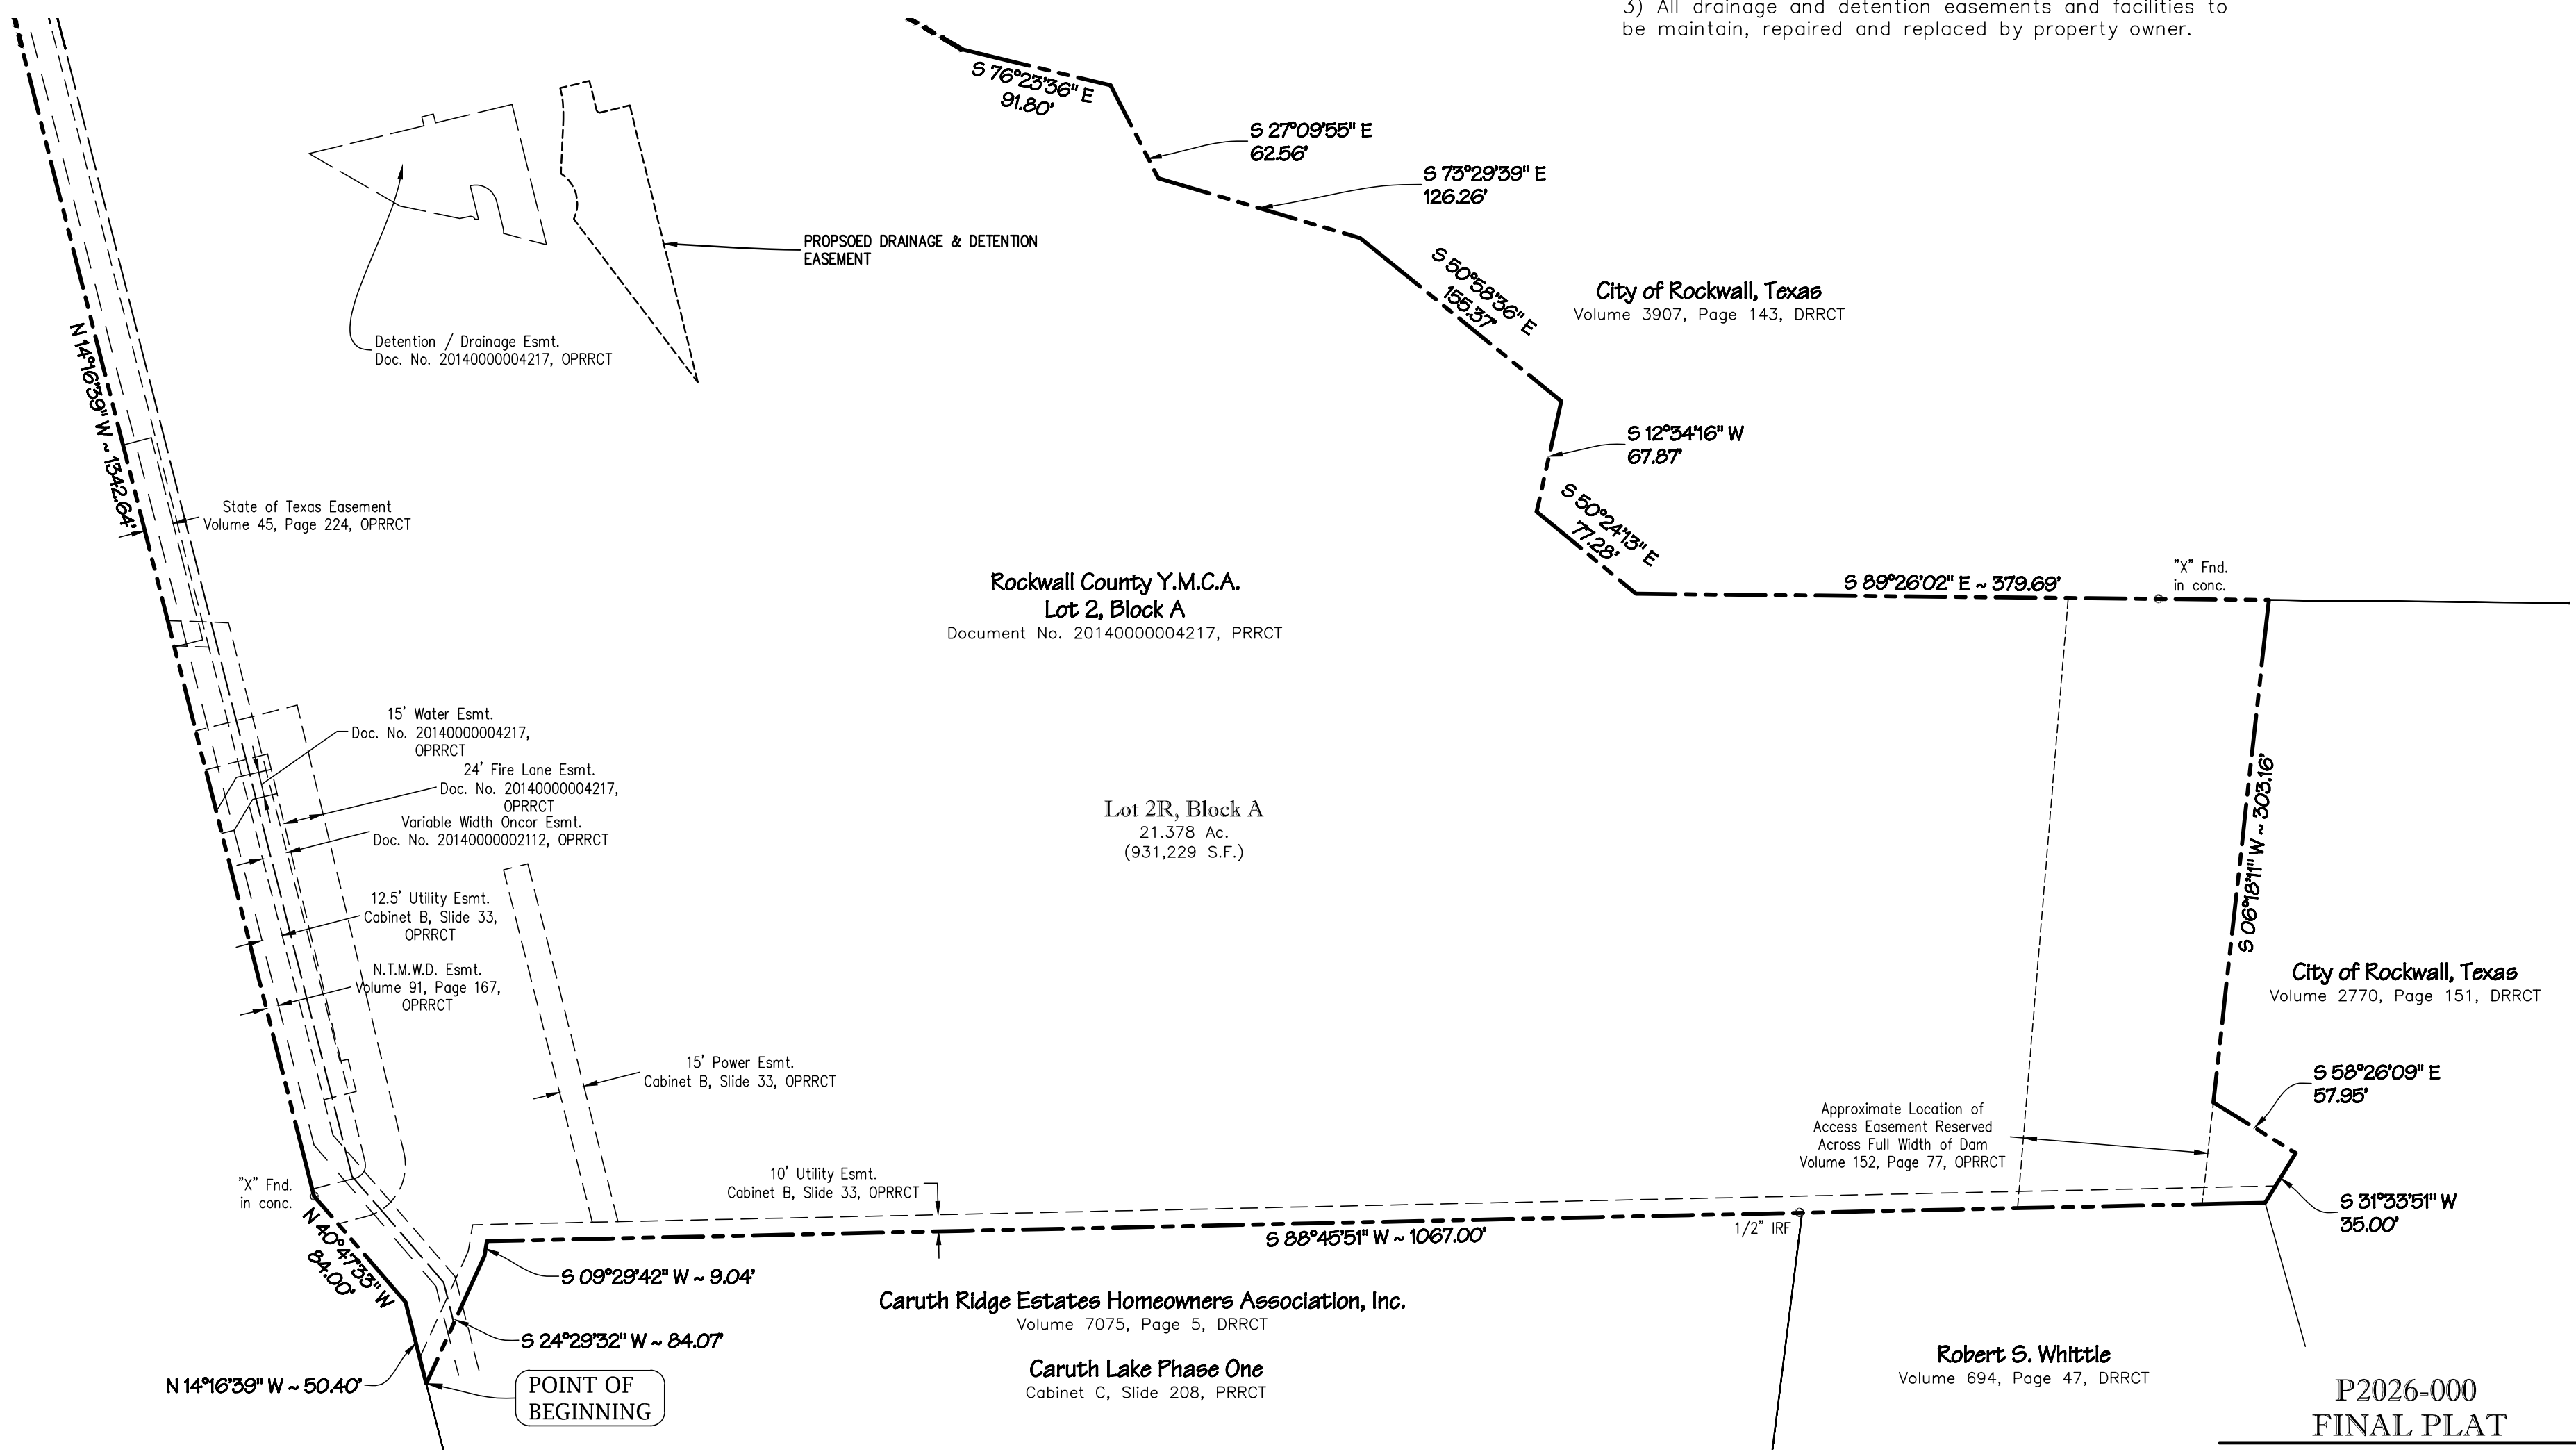 3) All drainage and detention easements and facilities to
be maintain, repaired and replaced by property owner.
S 76°23'36" E
91.80'
S 27°09'55" E
62.56'
S 73°29'39" E
126.26'
PROPSOED DRAINAGE & DETENTION
EASEMENT
S 50°58'36" E
155.37'
City of Rockwall, Texas
Volume 3907, Page 143, DRRCT
Detention / Drainage Esmt.
Doc. No. 20140000004217, OPRRCT
N 14°16'39" W ~ 1342.64'
S 12°34'16" W
67.87'
State of Texas Easement
Volume 45, Page 224, OPRRCT
S 50°24'13" E
77.28'
Rockwall County Y.M.C.A.
Lot 2, Block A
Document No. 20140000004217, PRRCT
S 89°26'02" E ~ 379.69'
"X" Fnd.
in conc.
15' Water Esmt.
Doc. No. 20140000004217,
OPRRCT
24' Fire Lane Esmt.
Doc. No. 20140000004217,
OPRRCT
Variable Width Oncor Esmt.
Doc. No. 20140000002112, OPRRCT
Lot 2R, Block A
21.378 Ac.
(931,229 S.F.)
S 06°18'11" W ~ 303.16'
12.5' Utility Esmt.
Cabinet B, Slide 33,
OPRRCT
N.T.M.W.D. Esmt.
Volume 91, Page 167,
OPRRCT
City of Rockwall, Texas
Volume 2770, Page 151, DRRCT
15' Power Esmt.
Cabinet B, Slide 33, OPRRCT
S 58°26'09" E
57.95'
Approximate Location of
Access Easement Reserved
Across Full Width of Dam
Volume 152, Page 77, OPRRCT
10' Utility Esmt.
Cabinet B, Slide 33, OPRRCT
"X" Fnd.
in conc.
S 31°33'51" W
35.00'
N 40°47'33" W
84.00'
1/2" IRF
S 88°45'51" W ~ 1067.00'
S 09°29'42" W ~ 9.04'
Caruth Ridge Estates Homeowners Association, Inc.
Volume 7075, Page 5, DRRCT
S 24°29'32" W ~ 84.07'
Caruth Lake Phase One
Cabinet C, Slide 208, PRRCT
Robert S. Whittle
Volume 694, Page 47, DRRCT
N 14°16'39" W ~ 50.40'
POINT OF
BEGINNING
P2026-000
FINAL PLAT